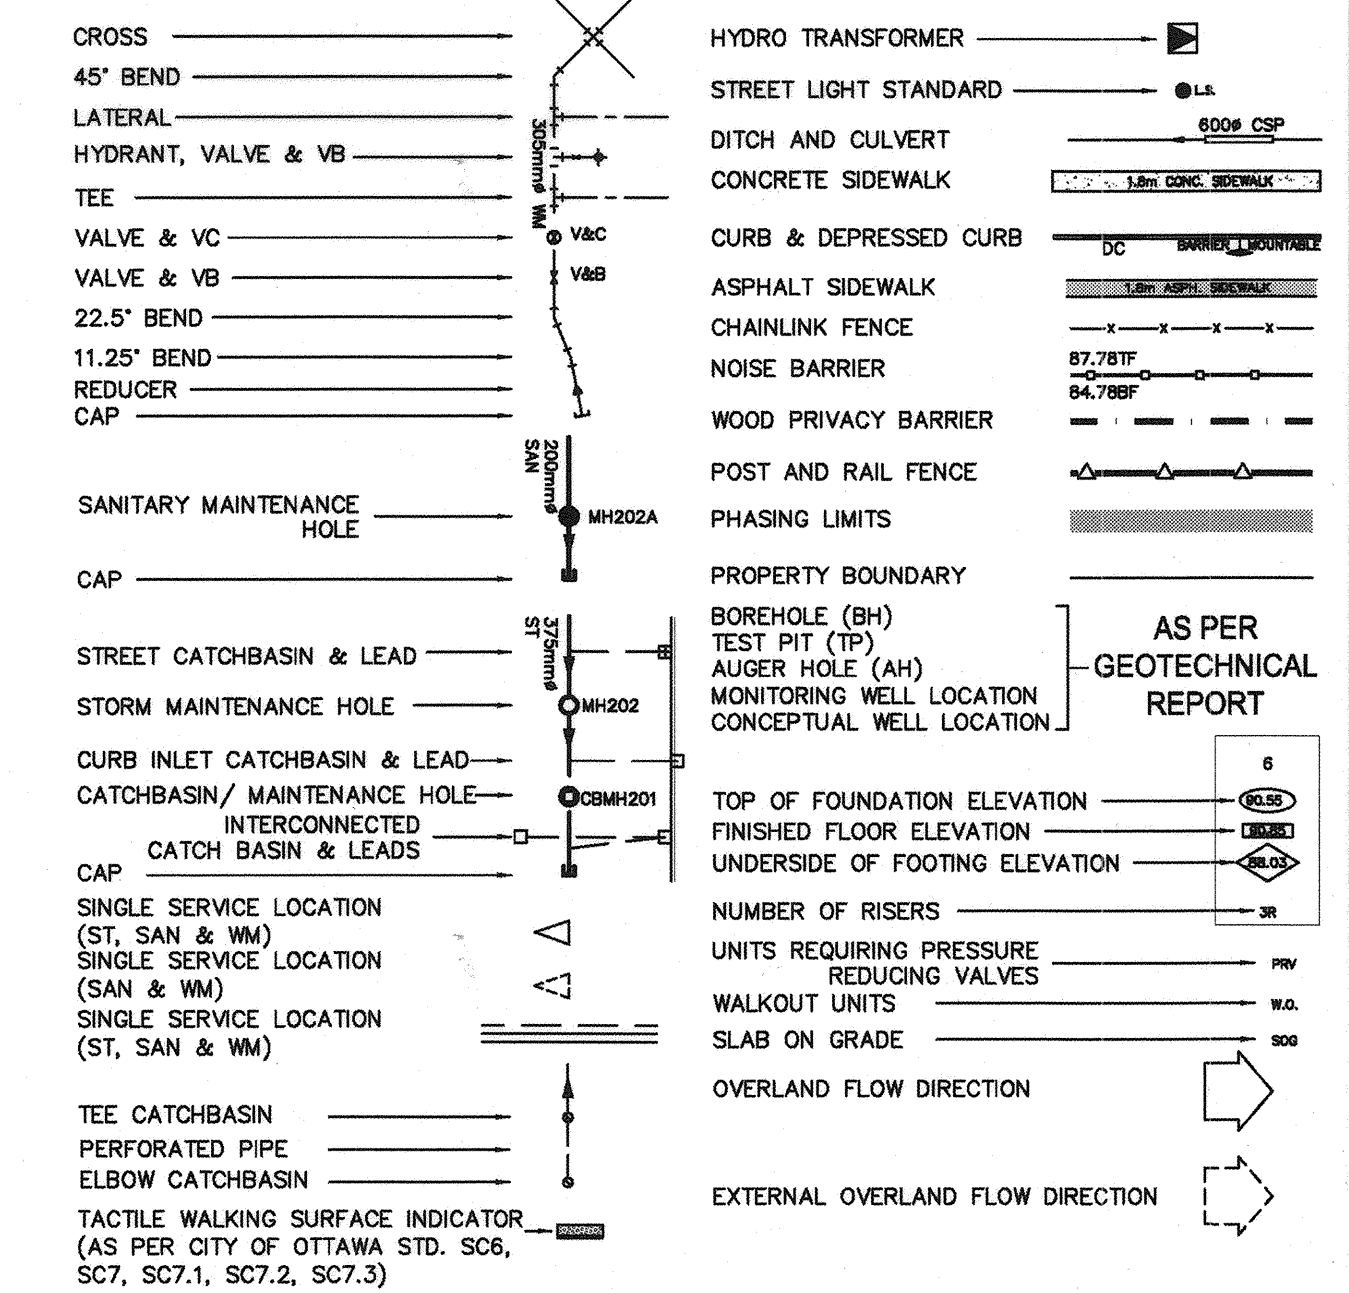 CROSS
45° BEND
LATERAL
HYDRANT, VALVE & VB
TEE
VALVE & VC
VALVE & VB
22.5° BEND
11.25° BEND
REDUCER
CAP
305mmø WM
V&C
V&B
SANITARY MAINTENANCE
HOLE
200mmø
SAN
MH202A
CAP
375mmø
ST
STREET CATCHBASIN & LEAD
STORM MAINTENANCE HOLE
MH202
CURB INLET CATCHBASIN & LEAD
CATCHBASIN/ MAINTENANCE HOLE
CBMH201
INTERCONNECTED
CATCH BASIN & LEADS
CAP
SINGLE SERVICE LOCATION
(ST, SAN & WM)
SINGLE SERVICE LOCATION
(SAN & WM)
SINGLE SERVICE LOCATION
(ST, SAN & WM)
TEE CATCHBASIN
PERFORATED PIPE
ELBOW CATCHBASIN
TACTILE WALKING SURFACE INDICATOR
(AS PER CITY OF OTTAWA STD. SC6,
SC7, SC7.1, SC7.2, SC7.3)
HYDRO TRANSFORMER
STREET LIGHT STANDARD
L.S.
DITCH AND CULVERT
600ø CSP
CONCRETE SIDEWALK
1.8m CONC. SIDEWALK
CURB & DEPRESSED CURB
DC
BARRIER
MOUNTABLE
ASPHALT SIDEWALK
1.8m ASPH. SIDEWALK
CHAINLINK FENCE
NOISE BARRIER
87.78TF
84.78BF
WOOD PRIVACY BARRIER
POST AND RAIL FENCE
PHASING LIMITS
PROPERTY BOUNDARY
BOREHOLE (BH)
TEST PIT (TP)
AUGER HOLE (AH)
MONITORING WELL LOCATION
CONCEPTUAL WELL LOCATION
AS PER
GEOTECHNICAL
REPORT
6
TOP OF FOUNDATION ELEVATION
90.55
FINISHED FLOOR ELEVATION
UNDERSIDE OF FOOTING ELEVATION
88.03
NUMBER OF RISERS
3R
UNITS REQUIRING PRESSURE
REDUCING VALVES
PRV
WALKOUT UNITS
W.O.
SLAB ON GRADE
SOG
OVERLAND FLOW DIRECTION
EXTERNAL OVERLAND FLOW DIRECTION